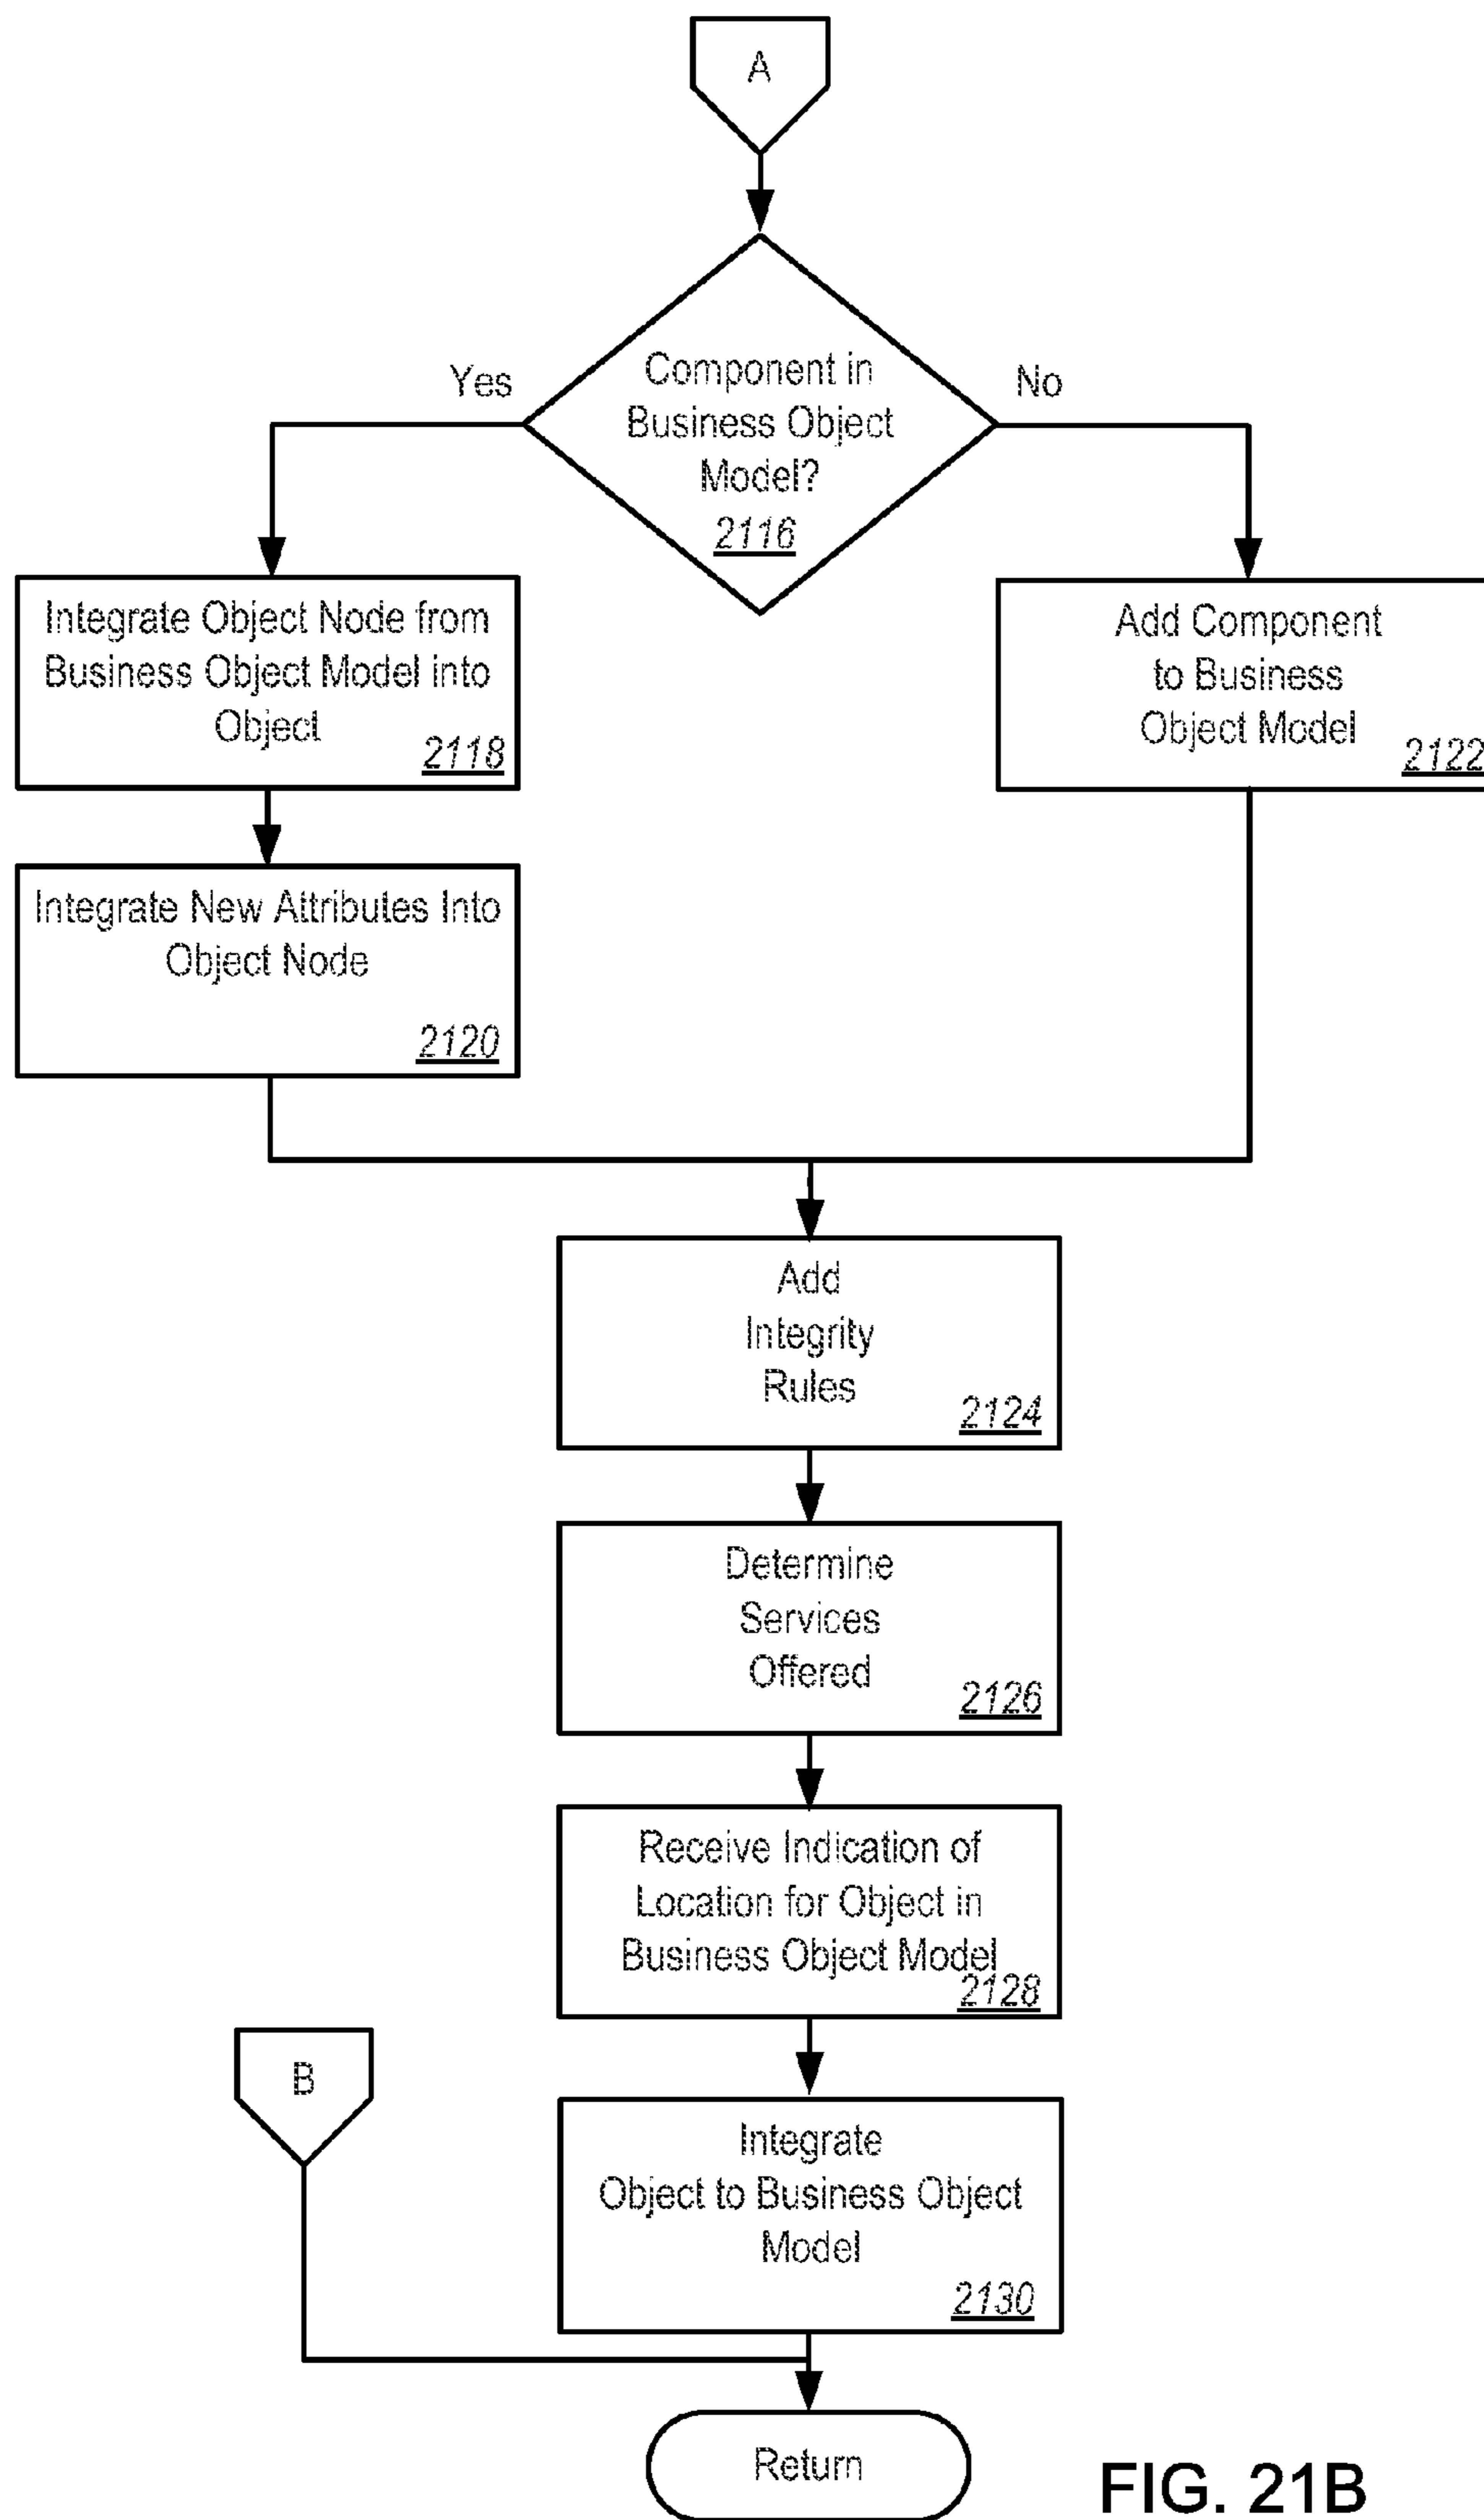 A
Yes
Component in
Business Object
Model?
2116
No
Integrate Object Node from
Business Object Model into
Object
2118
Add Component
to Business
Object Model
2122
Integrate New Attributes Into
Object Node
2120
Add
Integrity
Rules
2124
Determine
Services
Offered
2126
Receive Indication of
Location for Object in
Business Object Model
2128
B
Integrate
Object to Business Object
Model
2130
Return
FIG. 21B